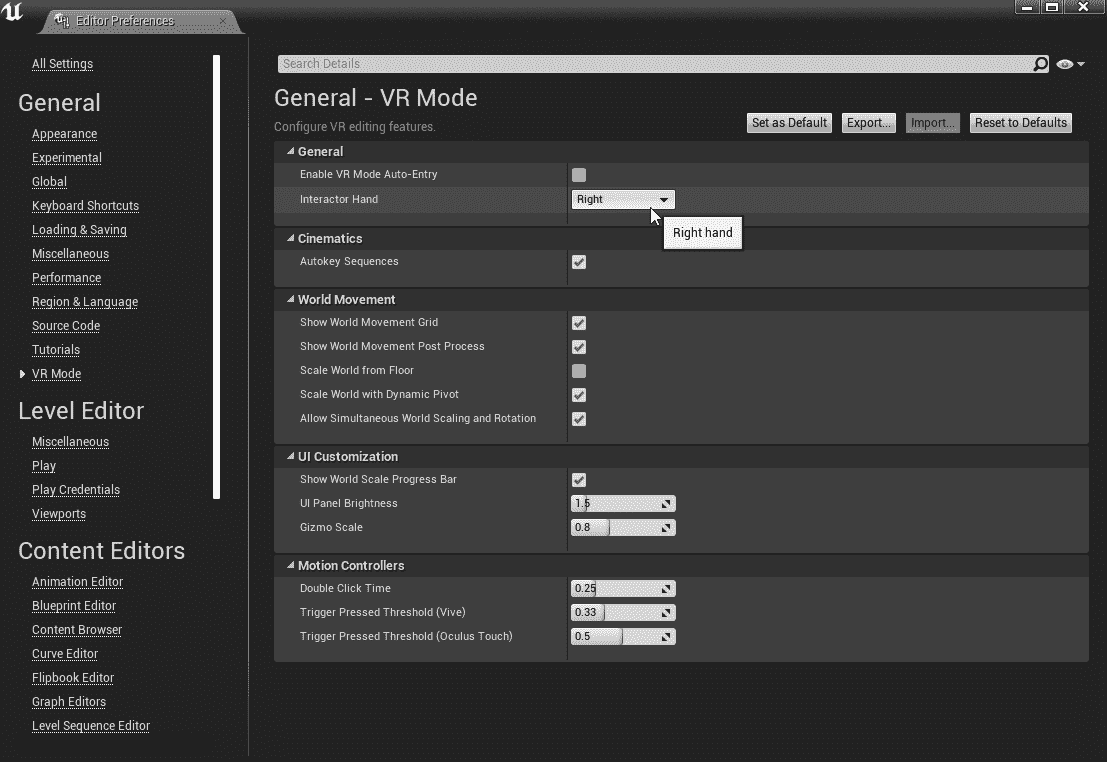 Editor Preferences
All Settings
General
Appearance
Experimental
Global
Keyboard Shortcuts
Loading & Saving
Miscellaneous
Performance
Region & Language
Source Code
Tutorials
VR Mode
Level Editor
Miscellaneous
Play
Play Credentials
Viewports
Content Editors
Animation Editor
Blueprint Editor
Content Browser
Curve Editor
Flipbook Editor
Graph Editors
Level Sequence Editor
Search Details
General - VR Mode
Configure VR editing features.
Set as Default Export... Import... Reset to Defaults
General
Enable VR Mode Auto-Entry
Interactor Hand Right
Right hand
Cinematics
Autokey Sequences
World Movement
Show World Movement Grid
Show World Movement Post Process
Scale World from Floor
Scale World with Dynamic Pivot
Allow Simultaneous World Scaling and Rotation
UI Customization
Show World Scale Progress Bar
UI Panel Brightness 1.5
Gizmo Scale 0.8
Motion Controllers
Double Click Time 0.25
Trigger Pressed Threshold (Vive) 0.33
Trigger Pressed Threshold (Oculus Touch) 0.5